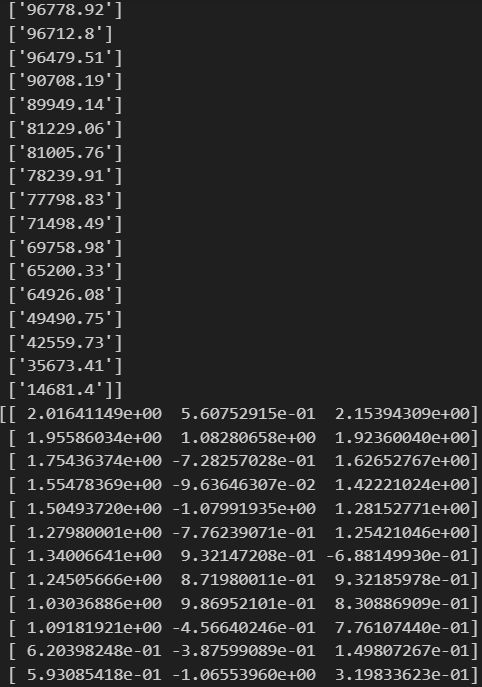 ['96778.92']
['96712.8']
['96479.51']
['90708.19']
['89949.14']
['81229.06']
['81005.76']
['78239.91']
['77798.83']
['71498.49']
['69758.98']
['65200.33']
['64926.08']
['49490.75']
['42559.73']
['35673.41']
['14681.4']]
[[ 2.01641149e+00  5.60752915e-01  2.15394309e+00]
[ 1.95586034e+00  1.08280658e+00  1.92360040e+00]
[ 1.75436374e+00 -7.28257028e-01  1.62652767e+00]
[ 1.55478369e+00 -9.63646307e-02  1.42221024e+00]
[ 1.50493720e+00 -1.07991935e+00  1.28152771e+00]
[ 1.27980001e+00 -7.76239071e-01  1.25421046e+00]
[ 1.34006641e+00  9.32147208e-01 -6.88149930e-01]
[ 1.24505666e+00  8.71980011e-01  9.32185978e-01]
[ 1.03036886e+00  9.86952101e-01  8.30886909e-01]
[ 1.09181921e+00 -4.56640246e-01  7.76107440e-01]
[ 6.20398248e-01 -3.87599089e-01  1.49807267e-01]
[ 5.93085418e-01 -1.06553960e+00  3.19833623e-01]